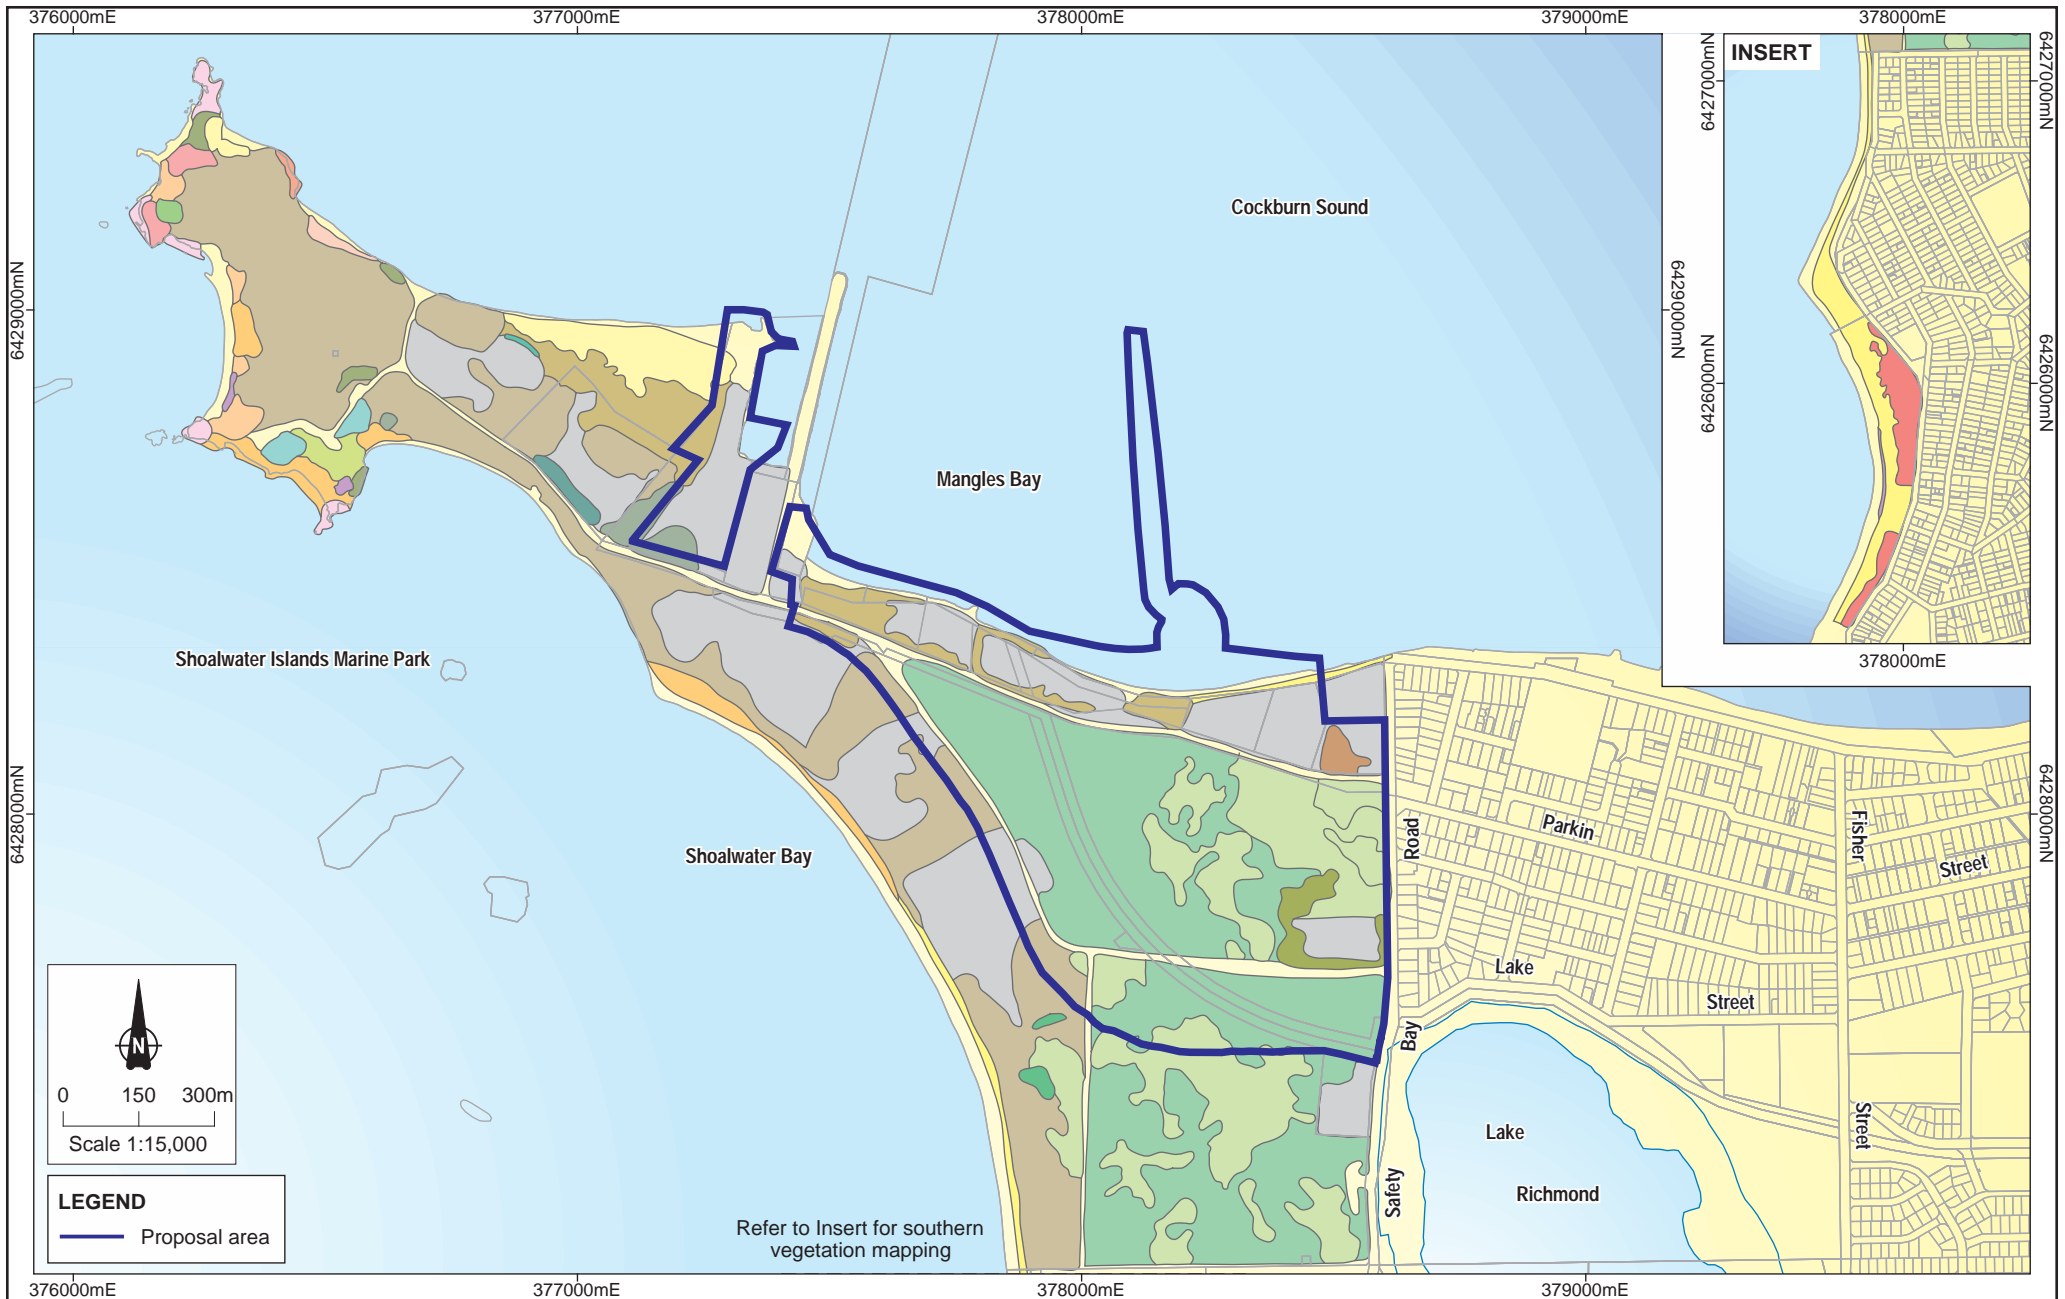 376000mE
377000mE
378000mE
379000mE
378000mE
INSERT
6427000mN
6427000mN
Cockburn Sound
6429000mN
6429000mN
6426000mN
6426000mN
Mangles Bay
Shoalwater Islands Marine Park
378000mE
6428000mN
6428000mN
Shoalwater Bay
Road
Parkin
Fisher
Street
Lake
Street
Bay
N
0 150 300m
Scale 1:15,000
Lake
Street
Richmond
Safety
LEGEND
Proposal area
Refer to Insert for southern
vegetation mapping
376000mE
377000mE
378000mE
379000mE